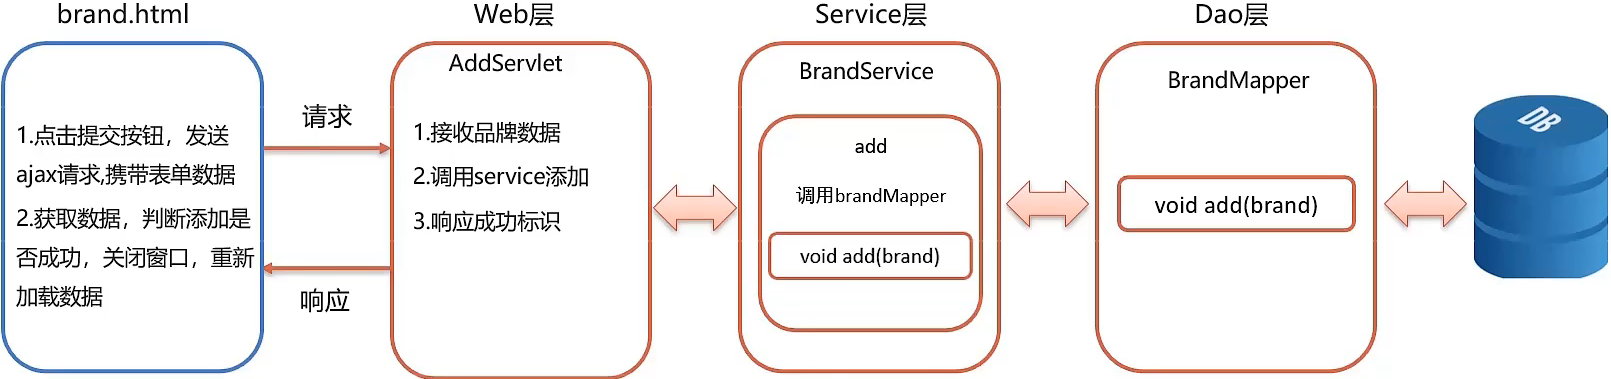 brand.html
1.点击提交按钮，发送
ajax请求,携带表单数据
2.获取数据，判断添加是
否成功，关闭窗口，重新
加载数据
请求
响应
Web层
AddServlet
1.接收品牌数据
2.调用service添加
3.响应成功标识
Service层
BrandService
add
调用brandMapper
void add(brand)
Dao层
BrandMapper
void add(brand)
DB